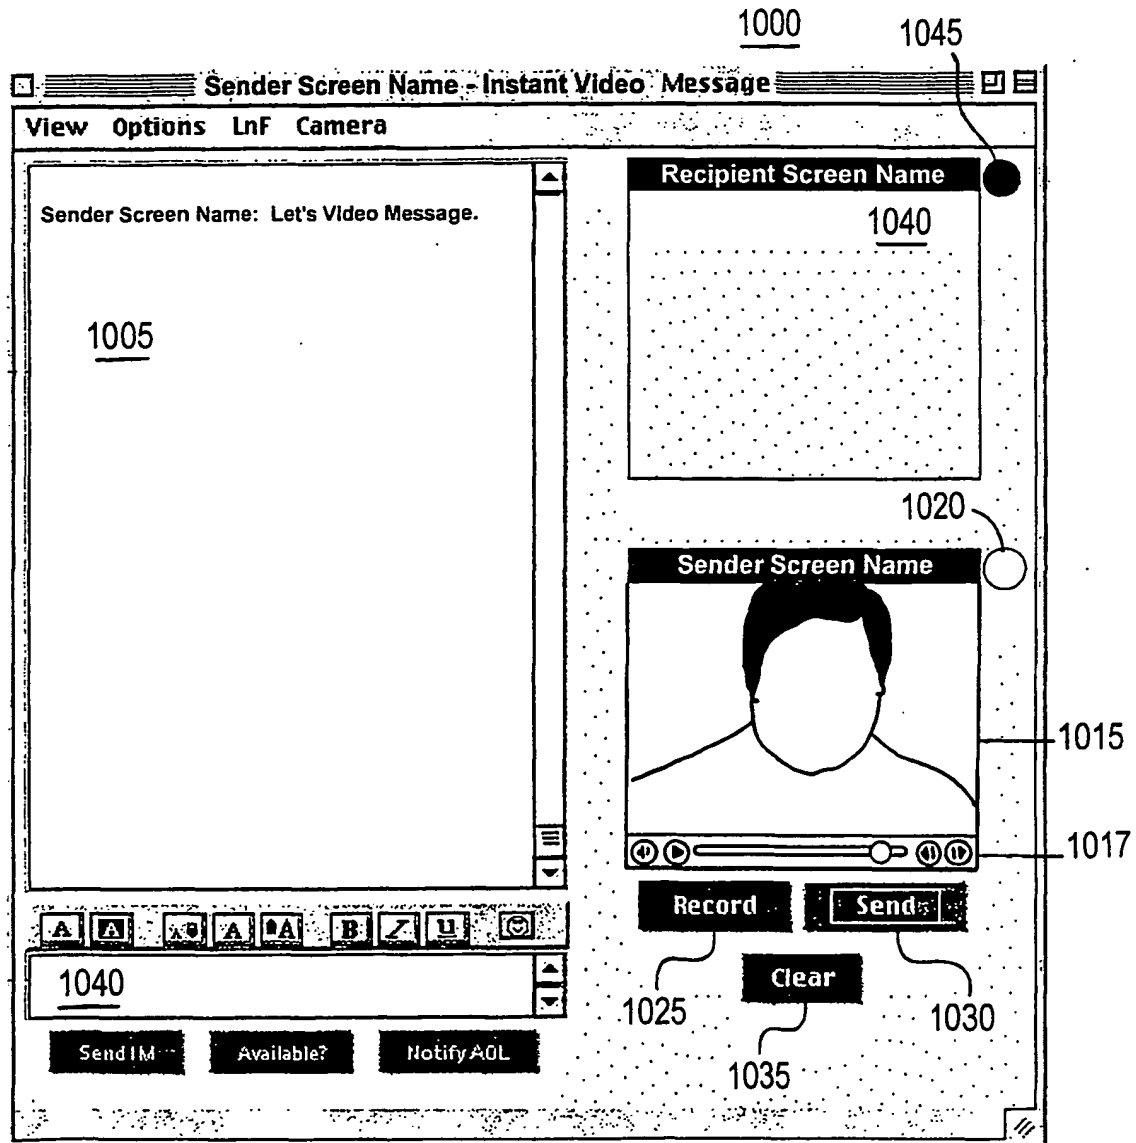 1000
1045
Sender Screen Name - Instant Video Message
View Options LnF Camera
Recipient Screen Name
1040
Sender Screen Name: Let's Video Message.
1005
1020
Sender Screen Name
1015
1017
Record
Send
A A A A A B I U
1040
Clear
1025
1030
Send IM
Available?
Notify AOL
1035